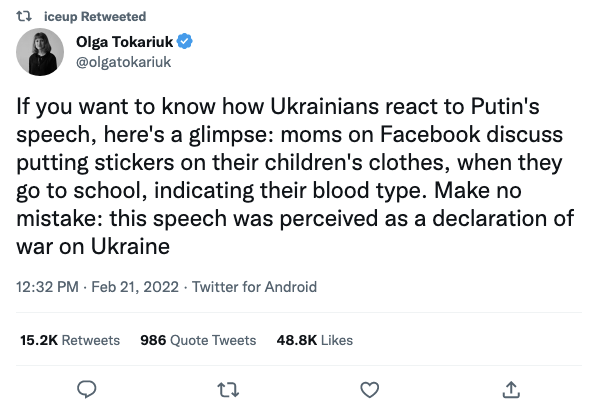 iceup Retweeted
Olga Tokariuk
@olgatokariuk
If you want to know how Ukrainians react to Putin's
speech, here's a glimpse: moms on Facebook discuss
putting stickers on their children's clothes, when they
go to school, indicating their blood type. Make no
mistake: this speech was perceived as a declaration of
war on Ukraine
12:32 PM · Feb 21, 2022 · Twitter for Android
15.2K Retweets 986 Quote Tweets 48.8K Likes